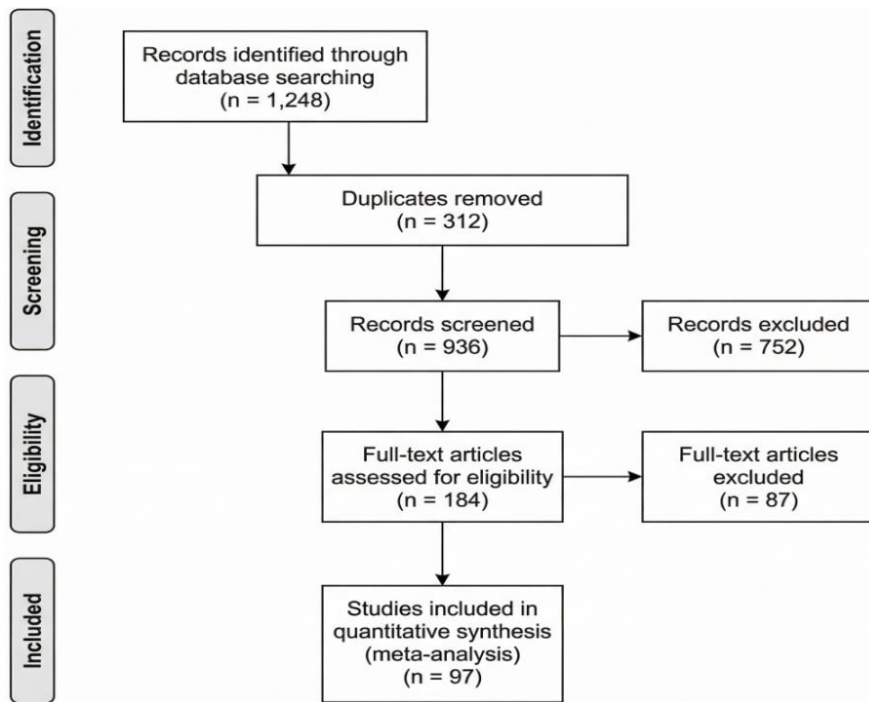 Identification
Records identified through
database searching
(n = 1,248)
Duplicates removed
(n = 312)
Screening
Records screened
(n = 936)
Records excluded
(n = 752)
Eligibility
Full-text articles
assessed for eligibility
(n = 184)
Full-text articles
excluded
(n = 87)
Included
Studies included in
quantitative synthesis
(meta-analysis)
(n = 97)